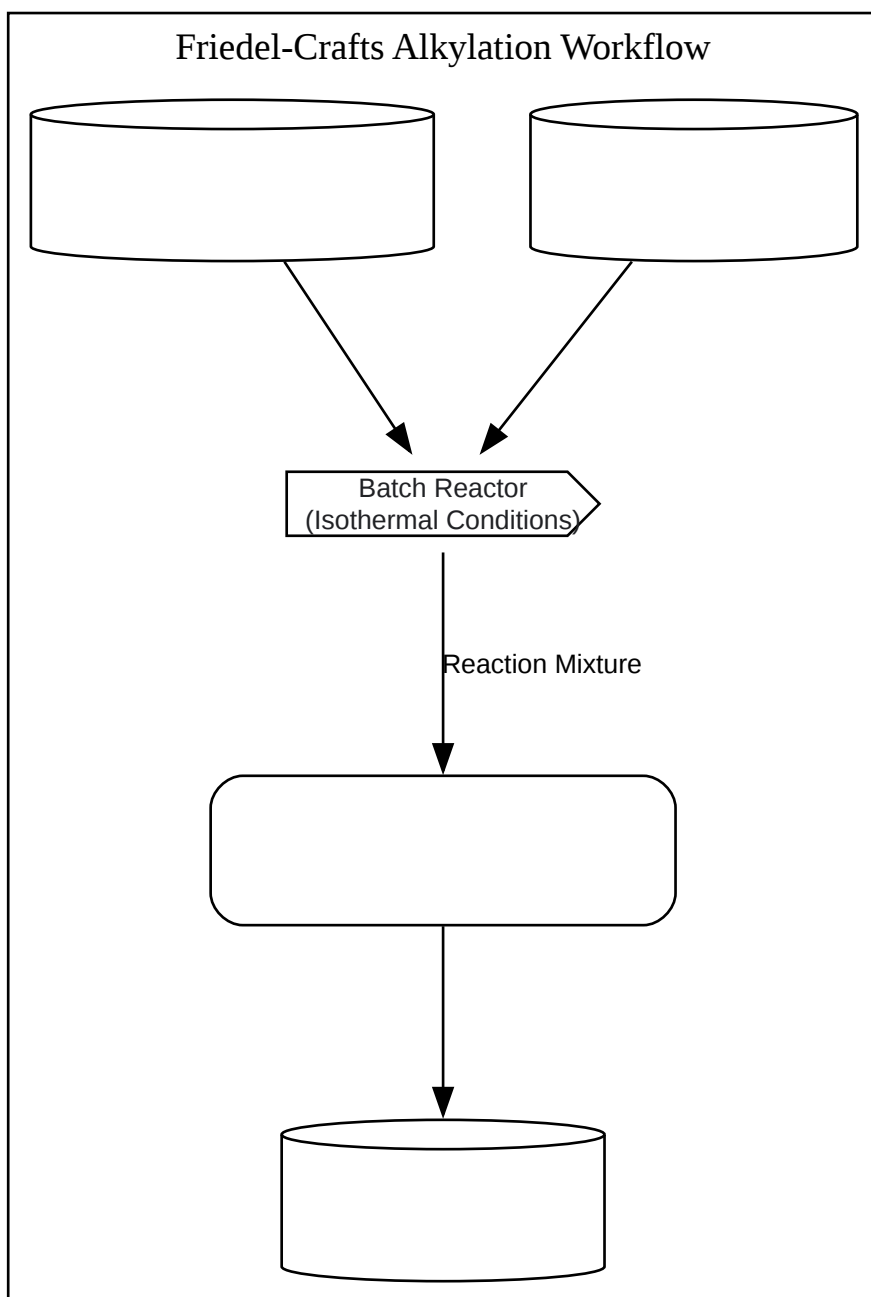 Friedel-Crafts Alkylation Workflow
Batch Reactor
(Isothermal Conditions)
Reaction Mixture